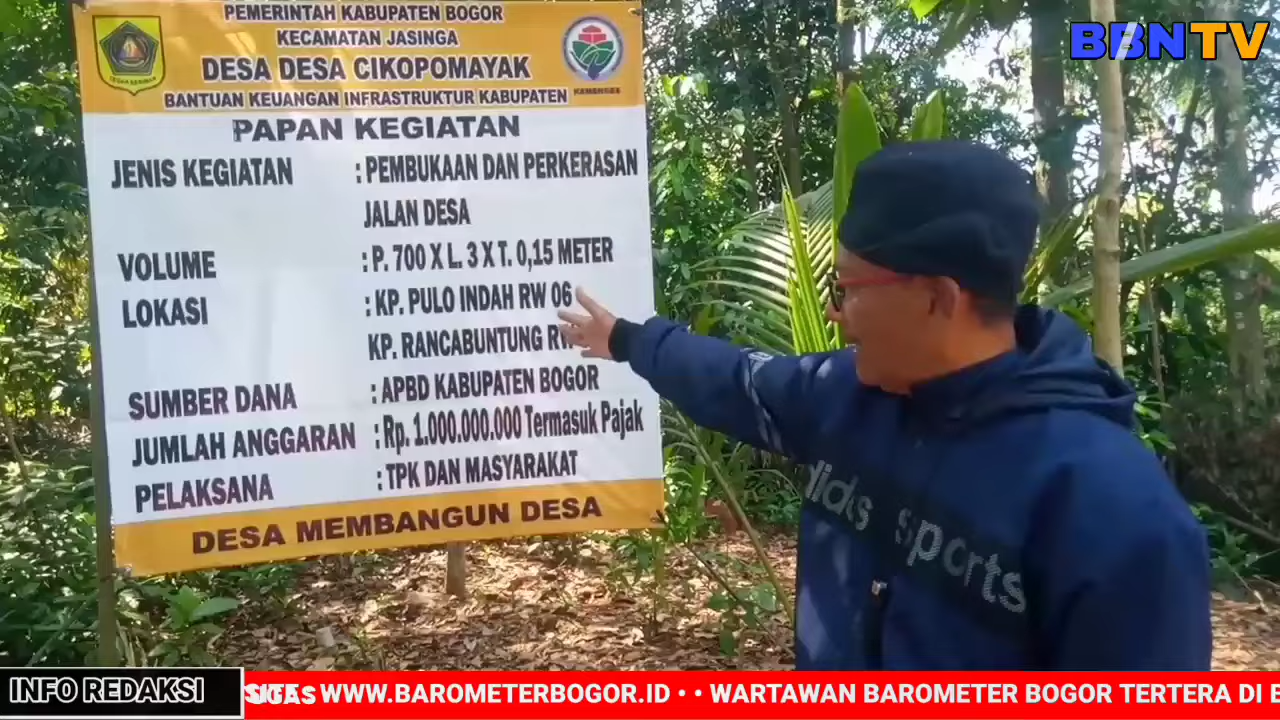 BBNTV
PEMERINTAH KABUPATEN BOGOR
KECAMATAN JASINGA
DESA DESA CIKOPOMAYAK
BANTUAN KEUANGAN INFRASTRUKTUR KABUPATEN
PAPAN KEGIATAN
JENIS KEGIATAN : PEMBUKAAN DAN PERKERASAN
JALAN DESA
VOLUME : P. 700 X L. 3 X T. 0,15 METER
LOKASI : KP. PULO INDAH RW 06
KP. RANCABUNTUNG
SUMBER DANA : APBD KABUPATEN BOGOR
JUMLAH ANGGARAN : Rp. 1.000.000.000 Termasuk Pajak
PELAKSANA : TPK DAN MASYARAKAT
DESA MEMBANGUN DESA
sports
INFO REDAKSI
WWW.BAROMETERBOGOR.ID • • WARTAWAN BAROMETER BOGOR TERTERA DI